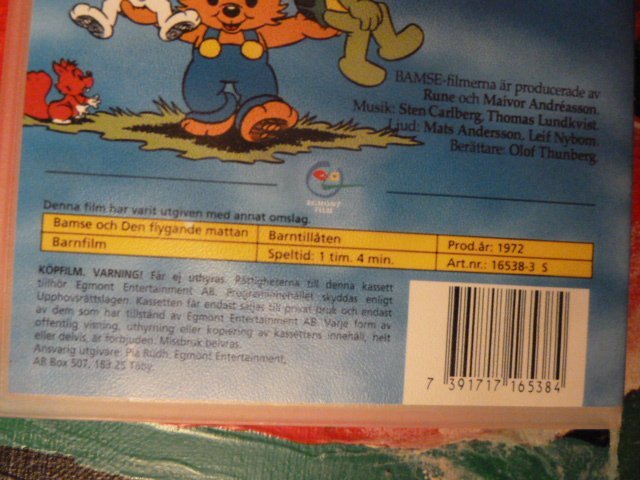 BAMSE-filmerna är producerade av
Rune och Maivor Andréasson.
Musik: Sten Carlberg, Thomas Lundkvist.
Ljud: Mats Andersson, Leif Nybom.
Berättare: Olof Thunberg.
EGMONT
FILM
Denna film har varit utgiven med annat omslag.
Bamse och Den flygande mattan Barntillåten Prod.år: 1972
Barnfilm Speltid: 1 tim. 4 min. Art.nr.: 16538-3 S
KÖPFILM. VARNING! Får ej uthyras. Rättigheterna till denna kassett
tillhör Egmont Entertainment AB. Programinnehållet skyddas enligt
Upphovsrättslagen. Kassetten får endast säljas till privat bruk och endast
av dem som har tillstånd av Egmont Entertainment AB. Varje form av
offentlig visning, uthyrning eller kopiering av kassettens innehåll, helt
eller delvis, är förbjuden. Missbruk beivras.
Ansvarig utgivare: Pia Rüdh. Egmont Entertainment,
AB Box 507, 183 25 Täby.
7 391717 165384